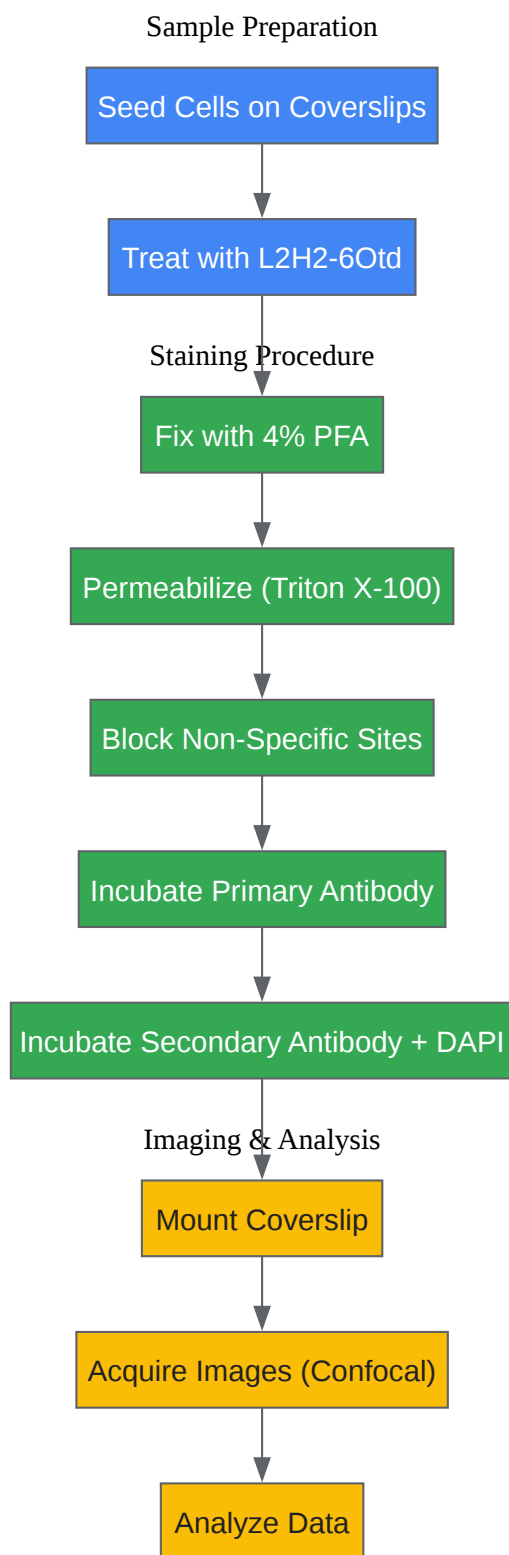 Sample Preparation
Seed Cells on Coverslips
Treat with L2H2-6Otd
Staining Procedure
Fix with 4% PFA
Permeabilize (Triton X-100)
Block Non-Specific Sites
Incubate Primary Antibody
Incubate Secondary Antibody + DAPI
Imaging & Analysis
Mount Coverslip
Acquire Images (Confocal)
Analyze Data